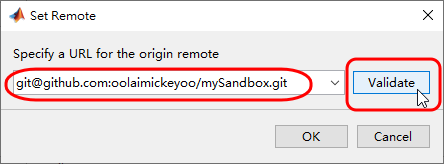 Set Remote
Specify a URL for the origin remote
git@github.com:oolaimickeyoo/mySandbox.git
Validate
OK
Cancel